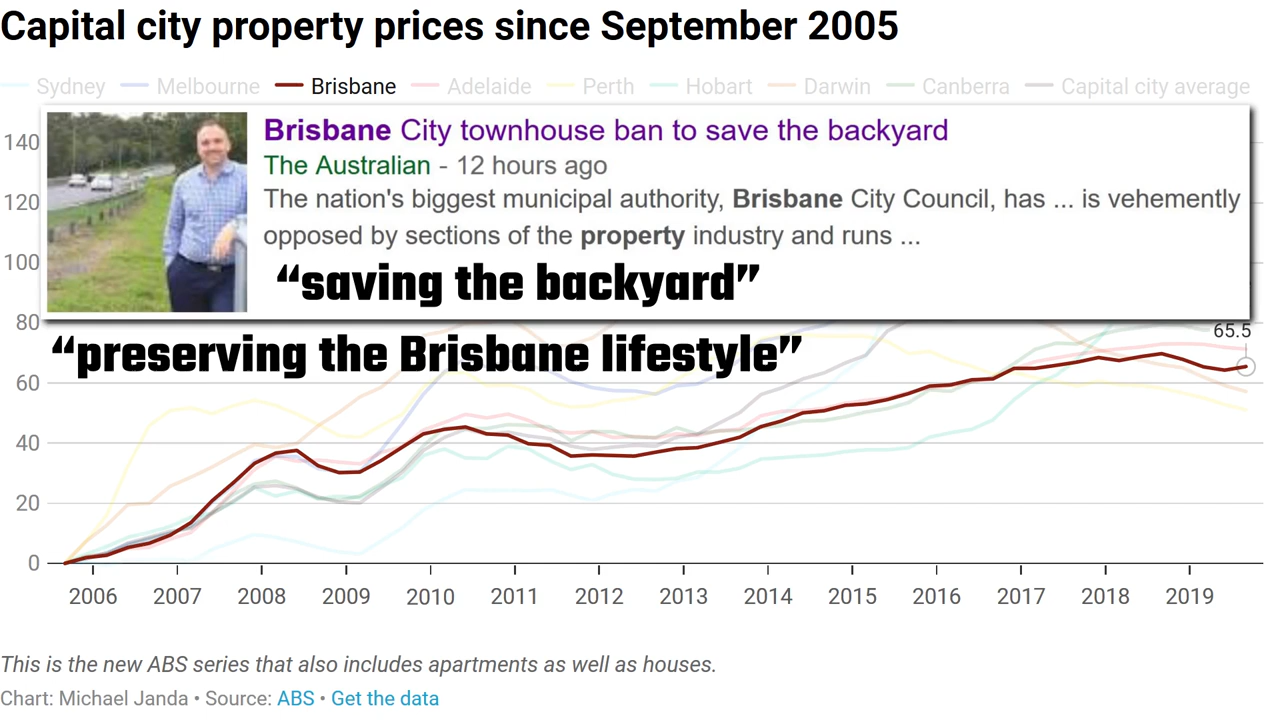 Capital city property prices since September 2005
Sydney Melbourne Brisbane Adelaide Perth Hobart Darwin Canberra Capital city average
Brisbane City townhouse ban to save the backyard
The Australian - 12 hours ago
The nation's biggest municipal authority, Brisbane City Council, has ... is vehemently
opposed by sections of the property industry and runs ...
“saving the backyard”
“preserving the Brisbane lifestyle”
140
120
100
80
60
40
20
0
65.5
2006 2007 2008 2009 2010 2011 2012 2013 2014 2015 2016 2017 2018 2019
This is the new ABS series that also includes apartments as well as houses.
Chart: Michael Janda • Source: ABS • Get the data